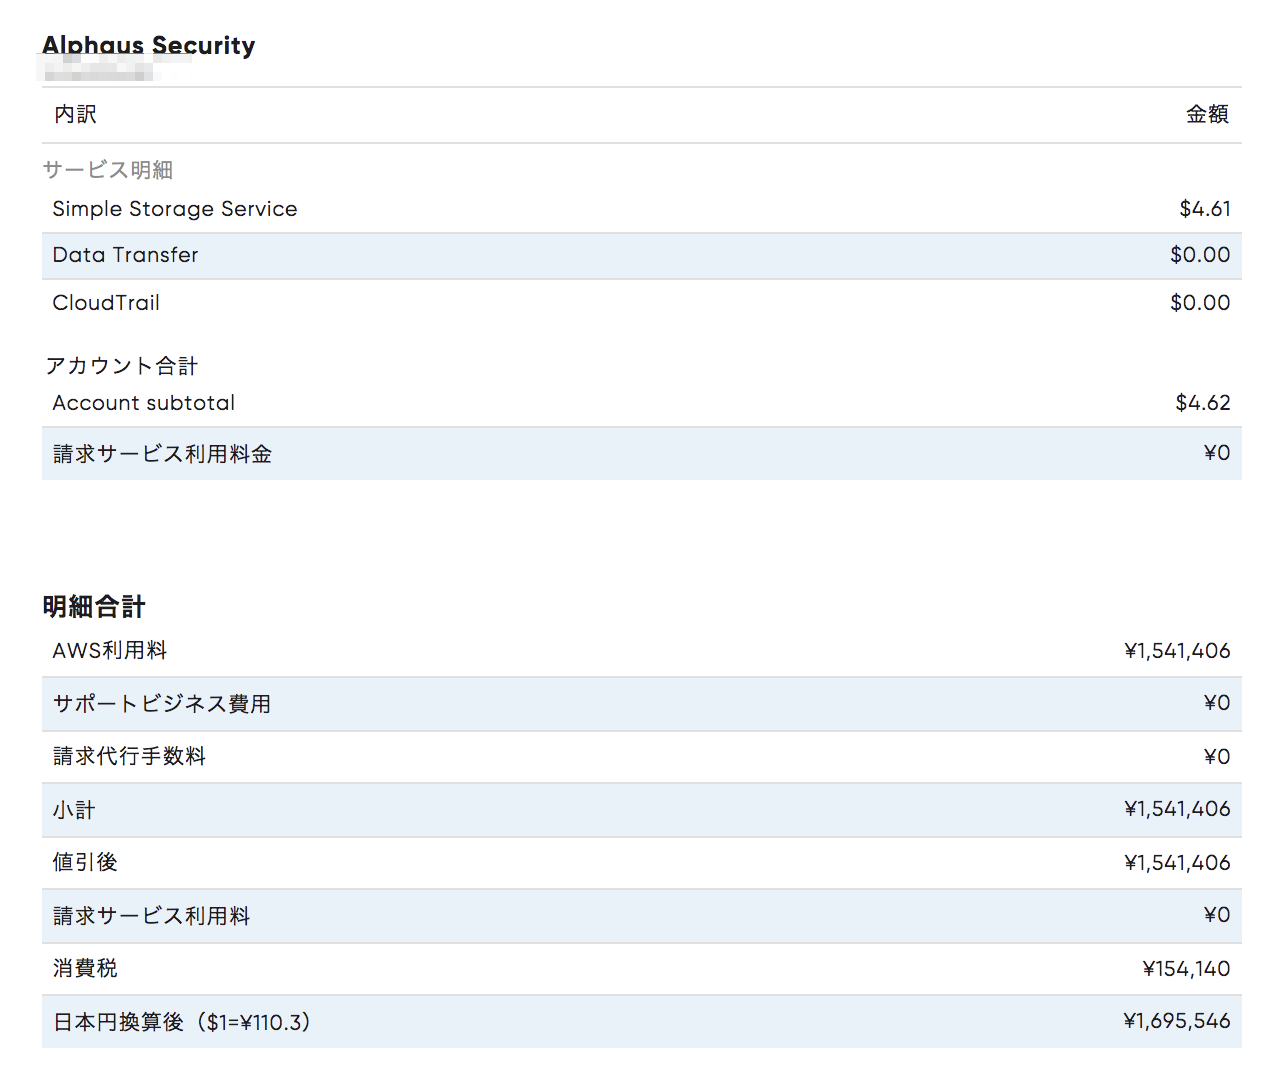 Alphaus Security
内訳 金額
サービス明細
Simple Storage Service $4.61
Data Transfer $0.00
CloudTrail $0.00
アカウント合計
Account subtotal $4.62
請求サービス利用料金 ¥0
明細合計
AWS利用料 ¥1,541,406
サポートビジネス費用 ¥0
請求代行手数料 ¥0
小計 ¥1,541,406
値引後 ¥1,541,406
請求サービス利用料 ¥0
消費税 ¥154,140
日本円換算後（$1=¥110.3） ¥1,695,546